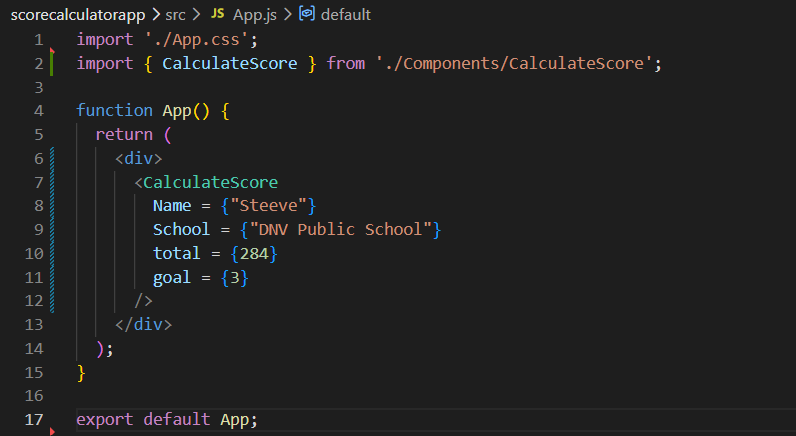 scorecalculatorapp > src > JS App.js > default
1 import './App.css';
2 import { CalculateScore } from './Components/CalculateScore';
3
4 function App() {
5   return (
6     <div>
7       <CalculateScore
8         Name = {"Steeve"}
9         School = {"DNV Public School"}
10         total = {284}
11         goal = {3}
12       />
13     </div>
14   );
15 }
16
17 export default App;